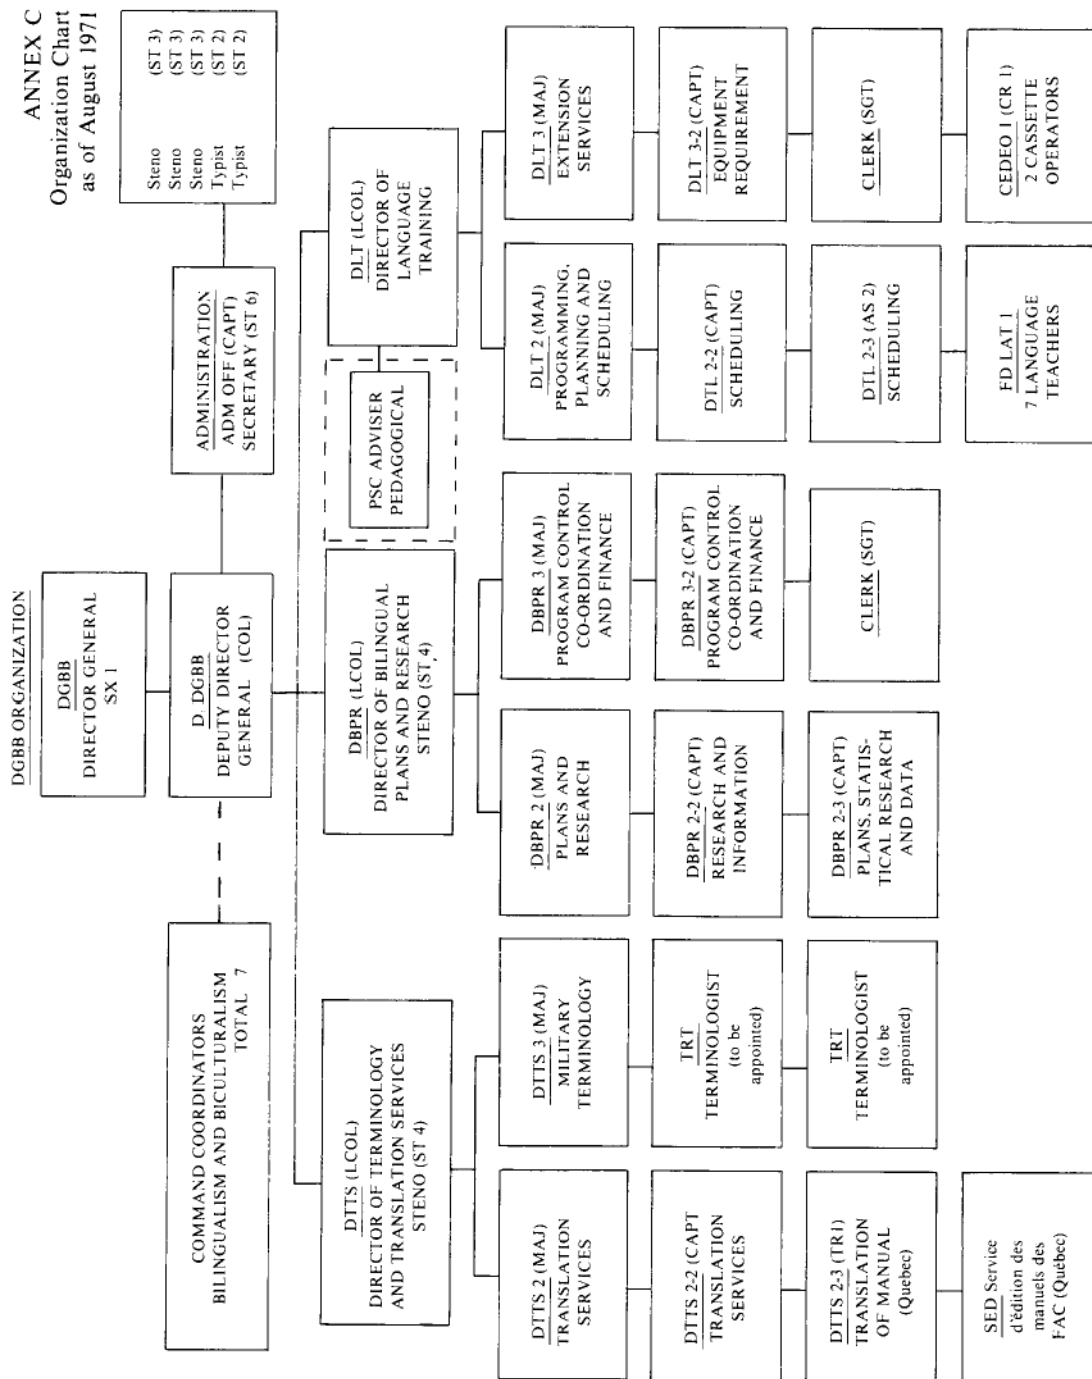 ANNEX C
Organization Chart
as of August 1971
DGBB ORGANIZATION
DGBB
DIRECTOR GENERAL
SX 1
COMMAND COORDINATORS
BILINGUALISM AND BICULTURALISM
TOTAL 7
D. DGBB
DEPUTY DIRECTOR
GENERAL (COL)
ADMINISTRATION
ADM OFF (CAPT)
SECRETARY (ST 6)
Steno (ST 3)
Steno (ST 3)
Steno (ST 3)
Typist (ST 2)
Typist (ST 2)
DTTS (LCOL)
DIRECTOR OF TERMINOLOGY
AND TRANSLATION SERVICES
STENO (ST 4)
DBPR (LCOL)
DIRECTOR OF BILINGUAL
PLANS AND RESEARCH
STENO (ST, 4)
PSC ADVISER
PEDAGOGICAL
DLT (LCOL)
DIRECTOR OF
LANGUAGE
TRAINING
DTTS 2 (MAJ)
TRANSLATION
SERVICES
DTTS 3 (MAJ)
MILITARY
TERMINOLOGY
DBPR 2 (MAJ)
PLANS AND
RESEARCH
DBPR 3 (MAJ)
PROGRAM CONTROL
CO-ORDINATION
AND FINANCE
DLT 2 (MAJ)
PROGRAMMING,
PLANNING AND
SCHEDULING
DLT 3 (MAJ)
EXTENSION
SERVICES
DTTS 2-2 (CAPT
TRANSLATION
SERVICES
TRT
TERMINOLOGIST
(to be
appointed)
DBPR 2-2 (CAPT)
RESEARCH AND
INFORMATION
DBPR 3-2 (CAPT)
PROGRAM CONTROL
CO-ORDINATION
AND FINANCE
DTL 2-2 (CAPT)
SCHEDULING
DLT 3-2 (CAPT)
EQUIPMENT
REQUIREMENT
DTTS 2-3 (TR1)
TRANSLATION
OF MANUAL
(Quebec)
TRT
TERMINOLOGIST
(to be
appointed)
DBPR 2-3 (CAPT)
PLANS, STATIS-
TICAL RESEARCH
AND DATA
CLERK (SGT)
DTL 2-3 (AS 2)
SCHEDULING
CLERK (SGT)
SED Service
d'édition des
manuels des
FAC (Québec)
FD LAT 1
7 LANGUAGE
TEACHERS
CEDEO 1 (CR 1)
2 CASSETTE
OPERATORS